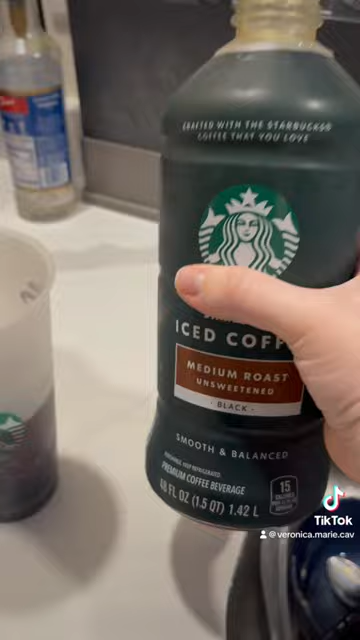 CRAFTED WITH THE STARBUCKS®
COFFEE THAT YOU LOVE
ICED COFF
MEDIUM ROAST
UNSWEETENED
· BLACK ·
SMOOTH & BALANCED
PREMIUM COFFEE BEVERAGE
48 FL OZ (1.5 QT) 1.42 L
15
CALORIES
TikTok
@veronica.marie.cav